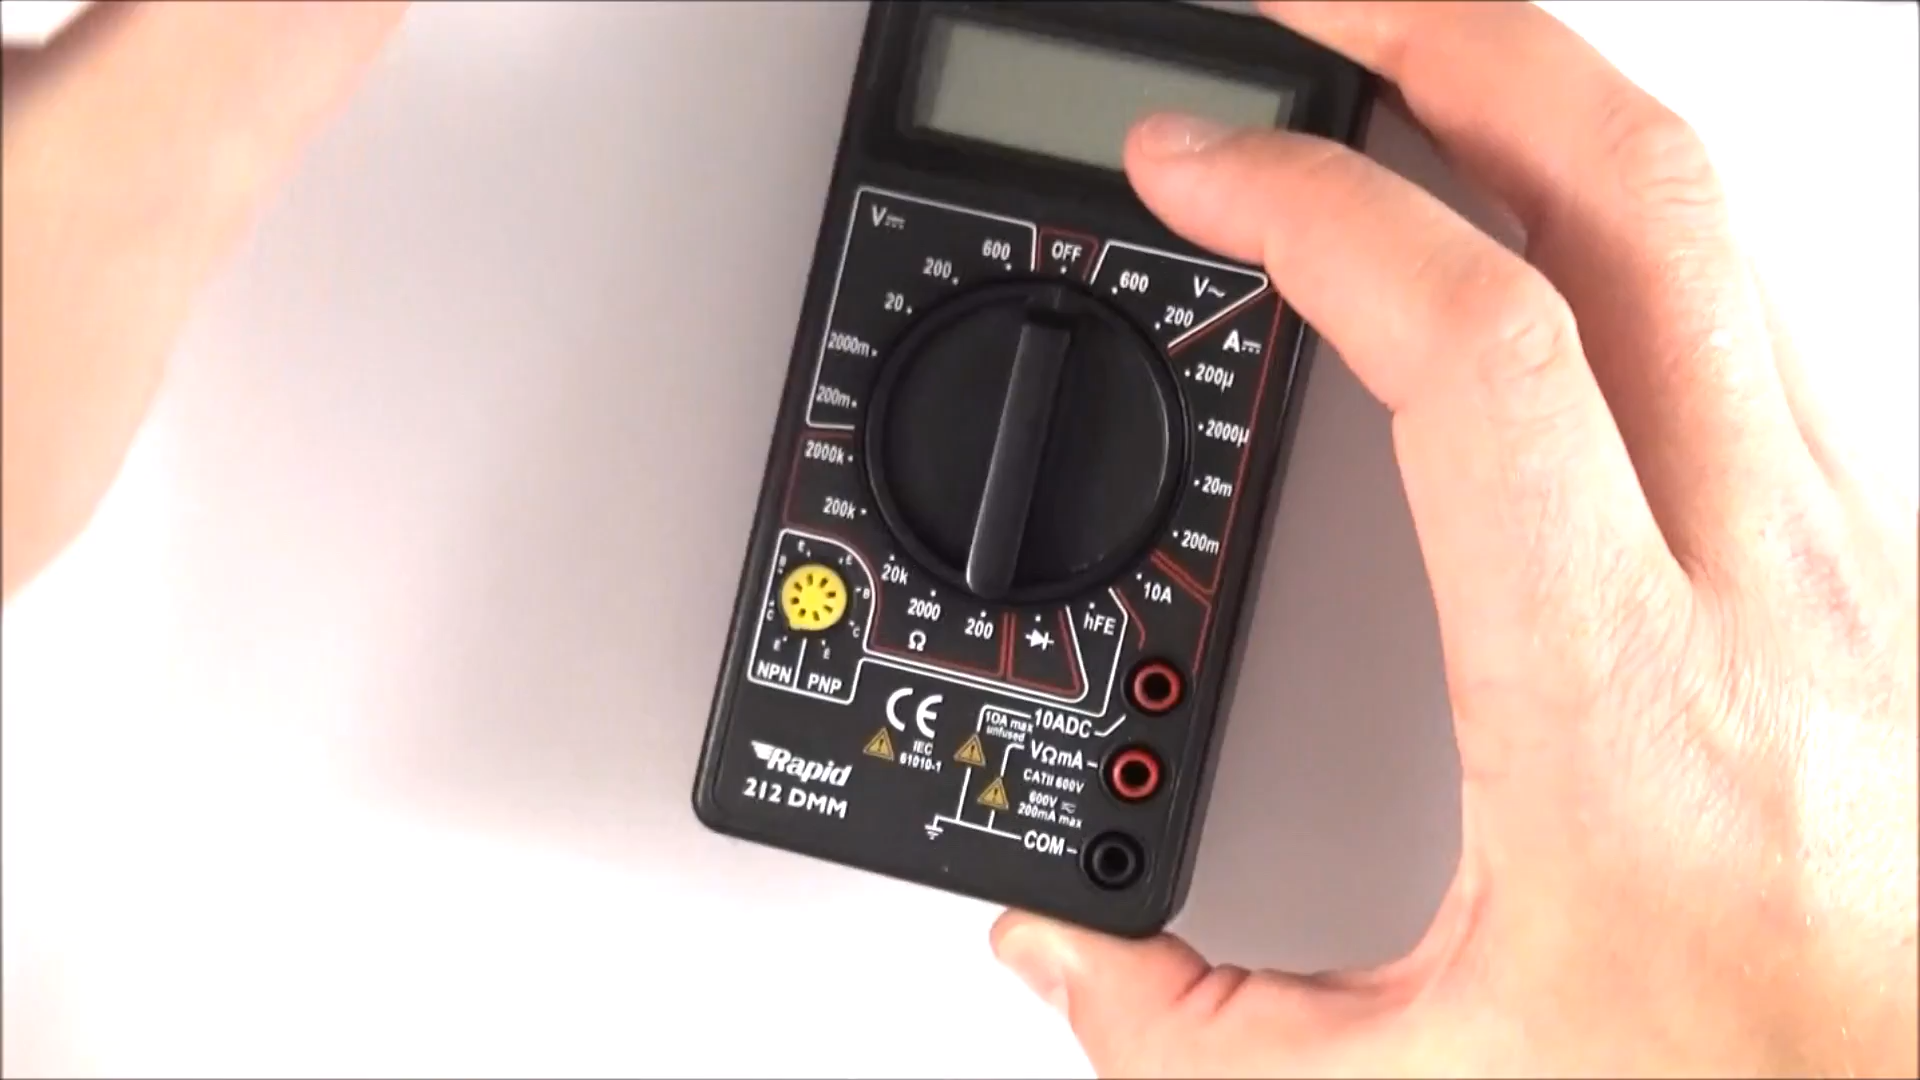 V⎓
600
OFF
600
V~
200
20
2000m
200m
2000k
200k
20k
2000
200
Ω
hFE
200
A⎓
200µ
2000µ
20m
200m
10A
E
E
B
B
C
C
E
E
NPN
PNP
CE
IEC
61010-1
10A max
unfused
10ADC
VΩmA
CATII 600V
600V
200mA max
COM
Rapid
212 DMM